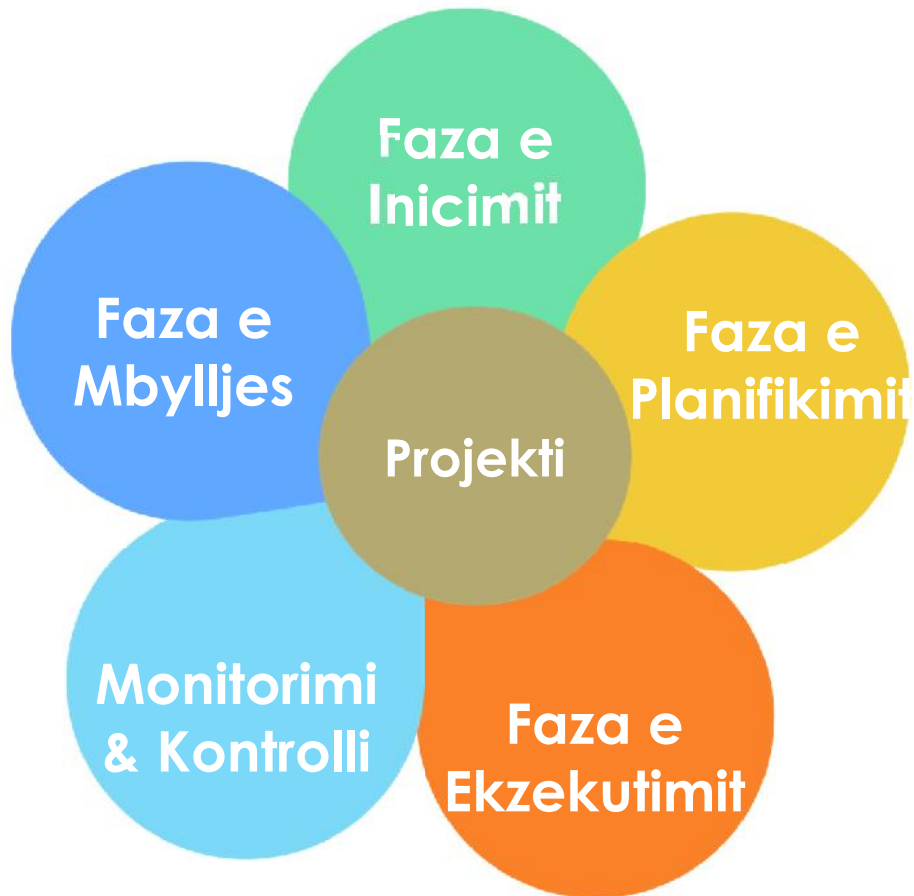 Faza e
Inicimit
Faza e
Planifikimit
Faza e
Ekzekutimit
Monitorimi
& Kontrolli
Faza e
Mbylljes
Projekti